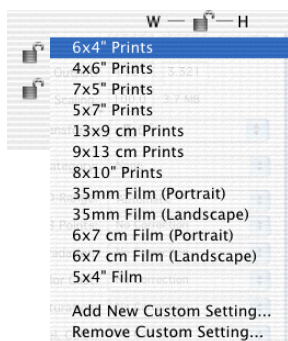 W — H
6x4" Prints
4x6" Prints
7x5" Prints
5x7" Prints
13x9 cm Prints
9x13 cm Prints
8x10" Prints
35mm Film (Portrait)
35mm Film (Landscape)
6x7 cm Film (Portrait)
6x7 cm Film (Landscape)
5x4" Film
Add New Custom Setting...
Remove Custom Setting...